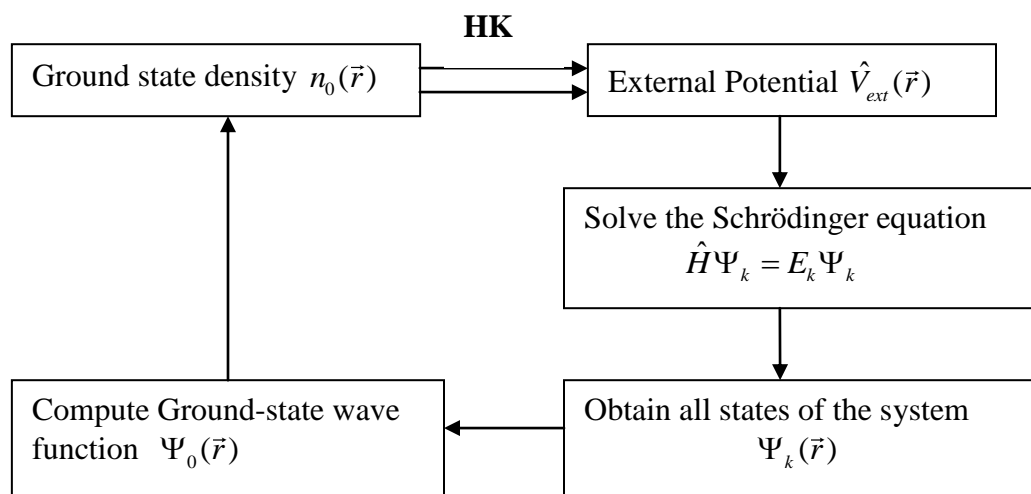 HK
Ground state density n₀(r⃗)
External Potential V̂ₑₓₜ(r⃗)
Solve the Schrödinger equation
ĤΨₖ = EₖΨₖ
Obtain all states of the system
Ψₖ(r⃗)
Compute Ground-state wave
function Ψ₀(r⃗)